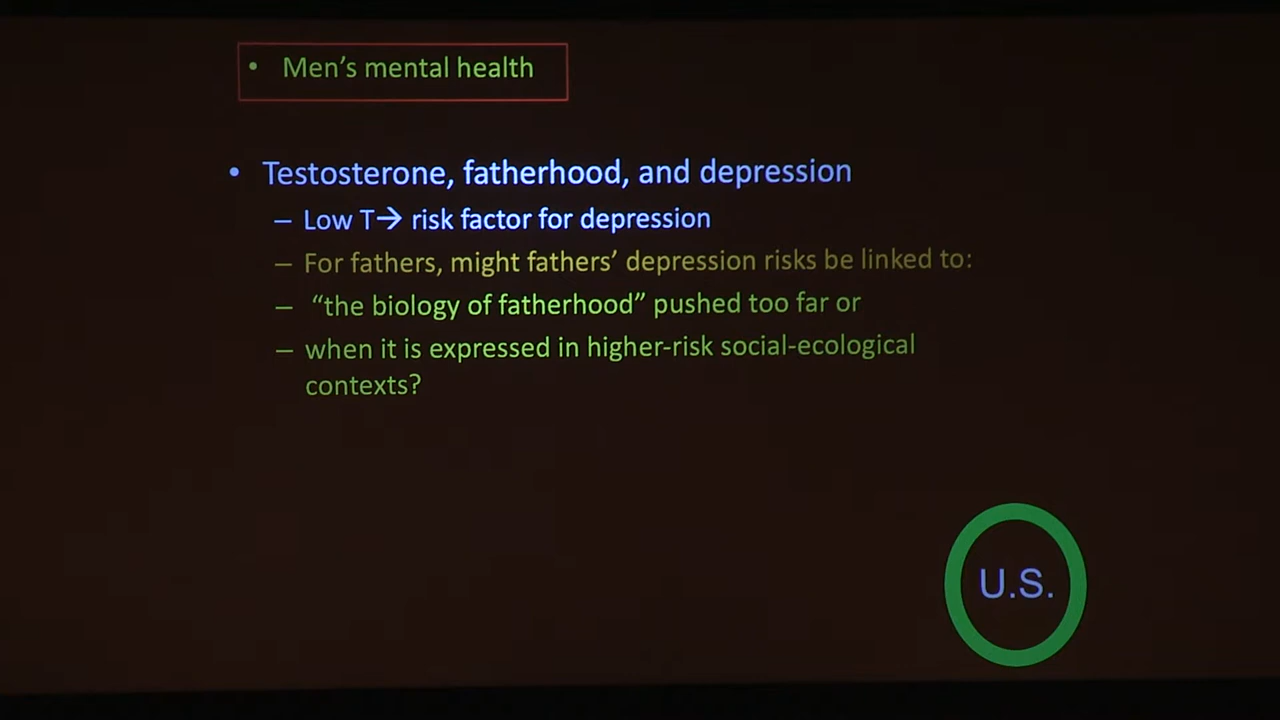 • Men's mental health
• Testosterone, fatherhood, and depression
– Low T→ risk factor for depression
– For fathers, might fathers' depression risks be linked to:
– "the biology of fatherhood" pushed too far or
– when it is expressed in higher-risk social-ecological
contexts?
U.S.